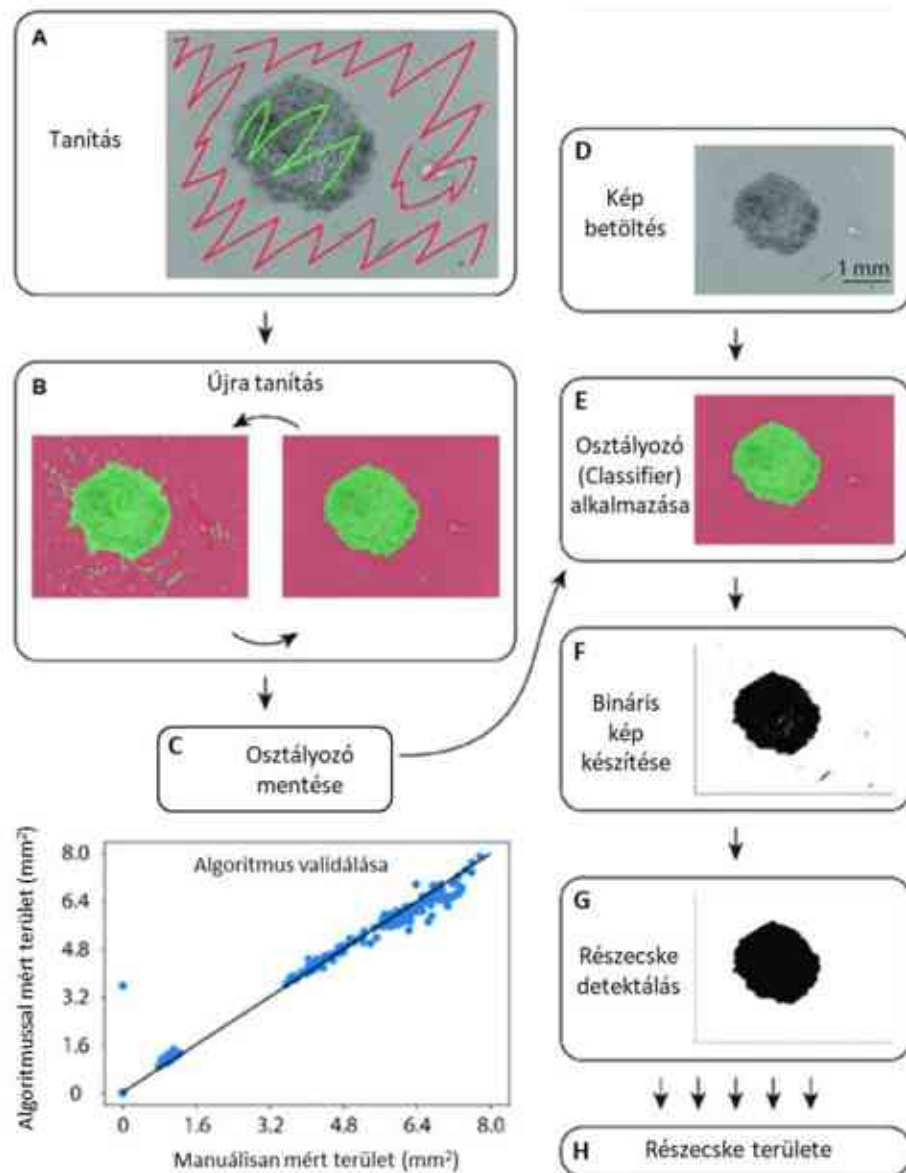 A
Tanítás
B
Újra tanítás
C
Osztályozó
mentése
Algoritmus validálása
Algoritmussal mért terület (mm²)
8.0
6.4
4.8
3.2
1.6
0
0
1.6
3.2
4.8
6.4
8.0
Manuálisan mért terület (mm²)
D
Kép
betöltés
1 mm
E
Osztályozó
(Classifier)
alkalmazása
F
Bináris
kép
készítése
G
Részecske
detektálás
H
Részecske területe